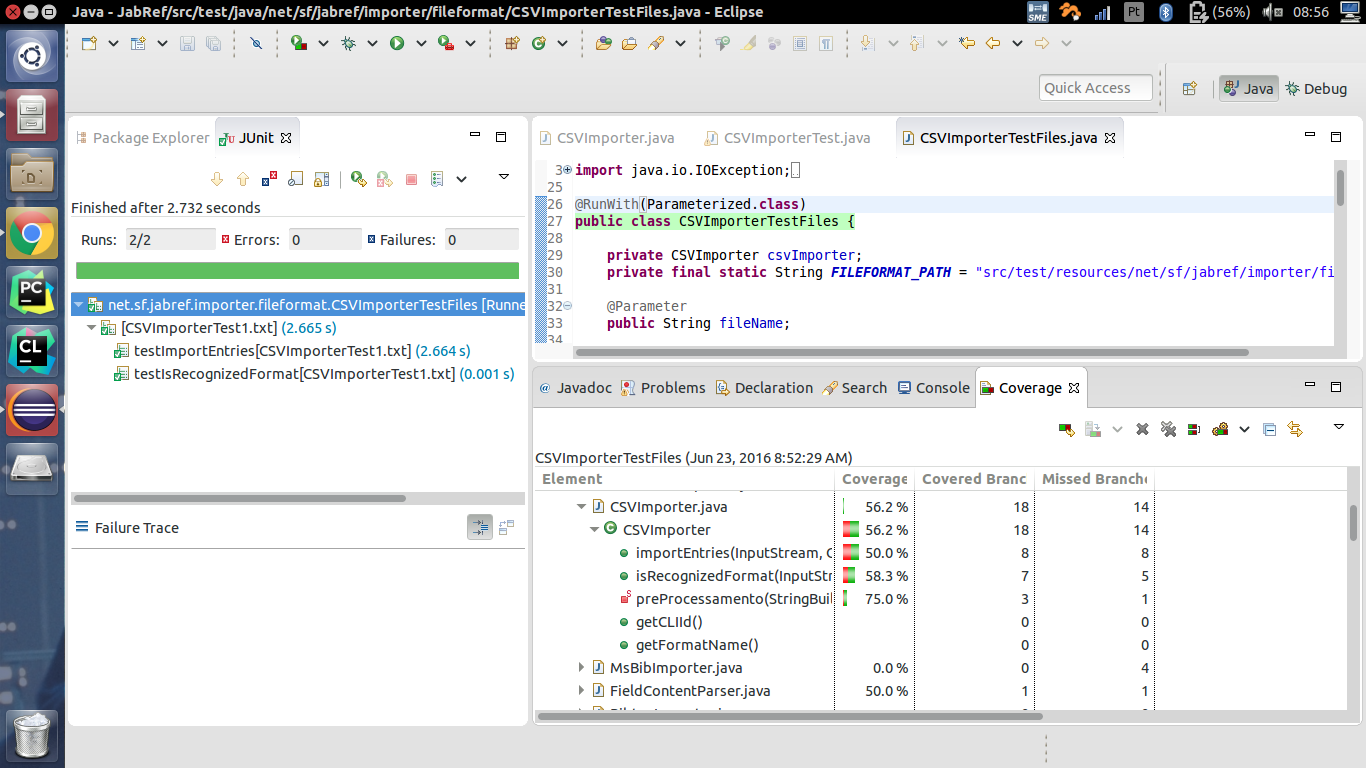 Java - JabRef/src/test/java/net/sf/jabref/importer/fileformat/CSVImporterTestFiles.java - Eclipse
SME
Pt
(56%)
08:56
Quick Access
Java
Debug
Package Explorer
JUnit
Finished after 2.732 seconds
Runs: 2/2 Errors: 0 Failures: 0
net.sf.jabref.importer.fileformat.CSVImporterTestFiles [Runne
[CSVImporterTest1.txt] (2.665 s)
testImportEntries[CSVImporterTest1.txt] (2.664 s)
testIsRecognizedFormat[CSVImporterTest1.txt] (0.001 s)
Failure Trace
CSVImporter.java
CSVImporterTest.java
CSVImporterTestFiles.java
3 import java.io.IOException;
25
26 @RunWith(Parameterized.class)
27 public class CSVImporterTestFiles {
28
29 private CSVImporter csvImporter;
30 private final static String FILEFORMAT_PATH = "src/test/resources/net/sf/jabref/importer/fi
31
32 @Parameter
33 public String fileName;
34
Javadoc
Problems
Declaration
Search
Console
Coverage
CSVImporterTestFiles (Jun 23, 2016 8:52:29 AM)
Element Coverage Covered Branc Missed Branche
CSVImporter.java 56.2 % 18 14
CSVImporter 56.2 % 18 14
importEntries(InputStream, C 50.0 % 8 8
isRecognizedFormat(InputStr 58.3 % 7 5
preProcessamento(StringBuil 75.0 % 3 1
getCLIId() 0 0
getFormatName() 0 0
MsBibImporter.java 0.0 % 0 4
FieldContentParser.java 50.0 % 1 1
PC
CL